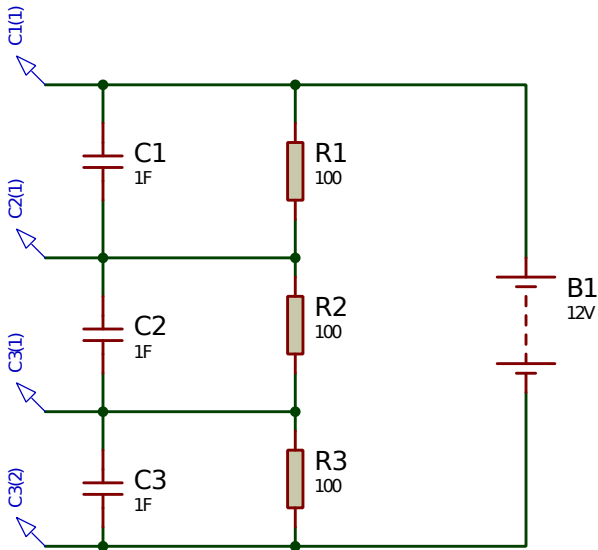 C1(1)
C1
1F
R1
100
C2(1)
B1
12V
C2
1F
R2
100
C3(1)
C3
1F
R3
100
C3(2)